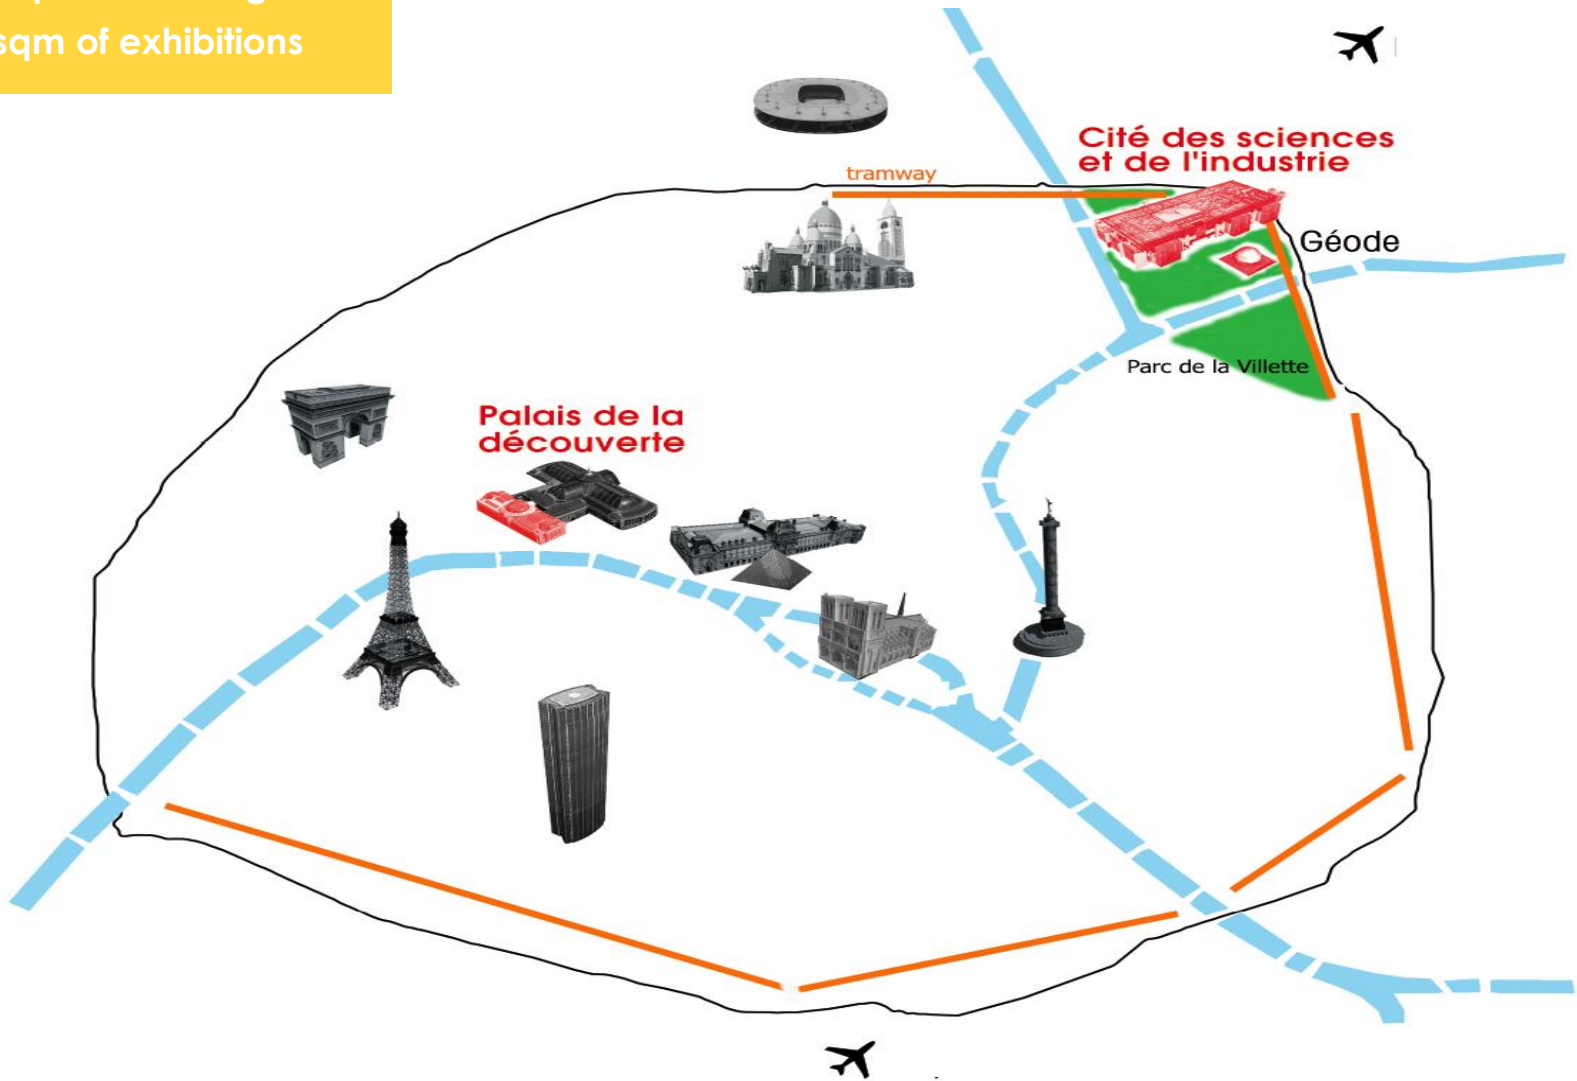 sqm of exhibitions
Cité des sciences
et de l'industrie
tramway
Géode
Parc de la Villette
Palais de la
découverte